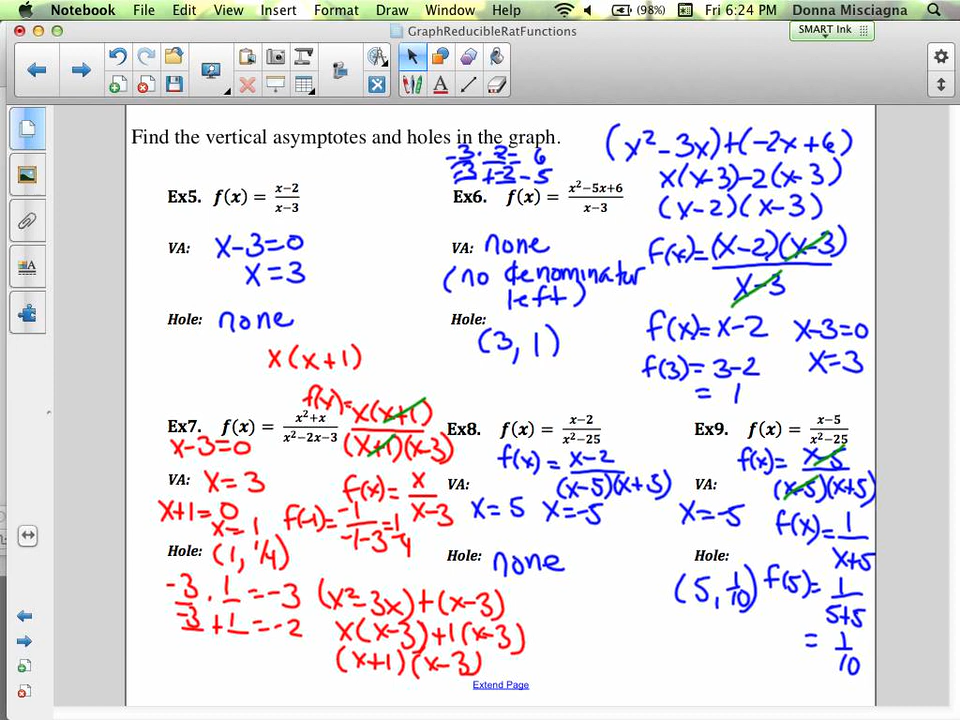 Notebook File Edit View Insert Format Draw Window Help (98%) Fri 6:24 PM Donna Misciagna
GraphReducibleRatFunctions
SMART Ink
Find the vertical asymptotes and holes in the graph.
Ex5. f(x) = x−2 / x−3
VA: x−3=0
x=3
Hole: none
-3 · -2 = 6
-3 + -2 = -5
Ex6. f(x) = x²−5x+6 / x−3
VA: none
(no denominator
left)
Hole:
(3, 1)
(x²−3x)+(−2x+6)
x(x−3)−2(x−3)
(x−2)(x−3)
f(x)=(x−2)(x−3) / x−3
f(x)=x−2 x−3=0
f(3)=3−2 x=3
= 1
x(x+1)
Ex7. f(x) = x²+x / x²−2x−3
f(x)= x(x+1) / (x+1)(x−3)
x−3=0
VA: x=3
f(x)= x / x−3
x+1=0
x=1
f(-1)= -1 / -1-3 = 1 / -4
Hole: (1, 1/4)
-3 · 1 = -3
-3 + 1 = -2
(x²−3x)+(x−3)
x(x−3)+1(x−3)
(x+1)(x−3)
Ex8. f(x) = x−2 / x²−25
f(x)= x−2 / (x−5)(x+5)
VA:
x=5 x=-5
Hole: none
Ex9. f(x) = x−5 / x²−25
f(x)= x−5 / (x−5)(x+5)
VA:
x=-5
f(x)= 1 / x+5
Hole:
(5, 1/10) f(5)= 1 / 5+5
= 1 / 10
Extend Page